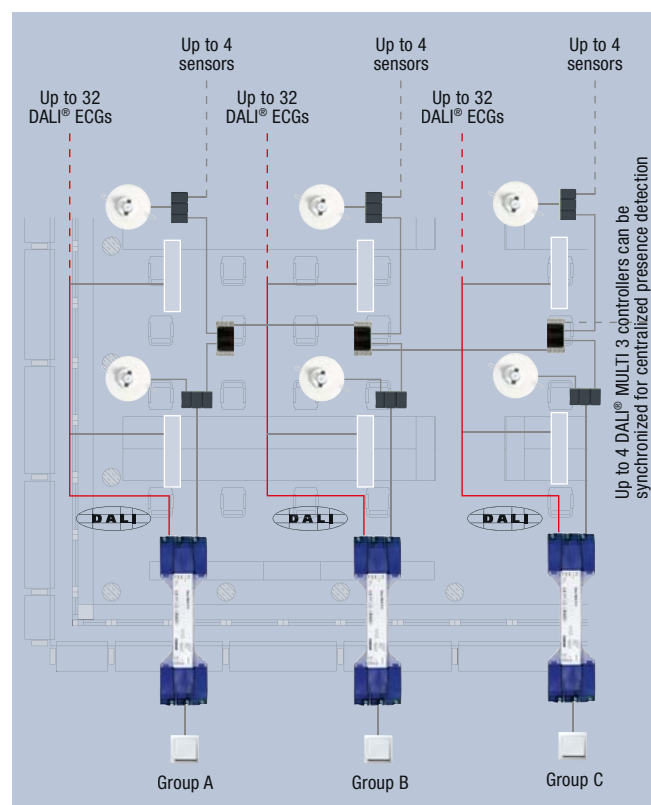 Up to 4
sensors
Up to 4
sensors
Up to 4
sensors
Up to 32
DALI® ECGs
Up to 32
DALI® ECGs
Up to 32
DALI® ECGs
Up to 4 DALI® MULTI 3 controllers can be
synchronized for centralized presence detection
DALI
DALI
DALI
Group A
Group B
Group C